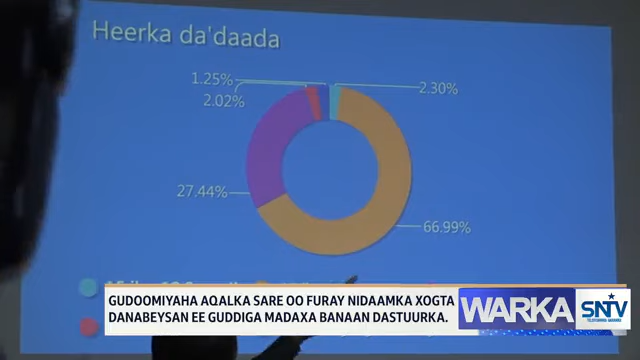 Heerka da'daada
1.25%
2.02%
2.30%
27.44%
66.99%
GUDOOMIYAHA AQALKA SARE OO FURAY NIDAAMKA XOGTA
DANABEYSAN EE GUDDIGA MADAXA BANAAN DASTUURKA.
WARKA
SNTV